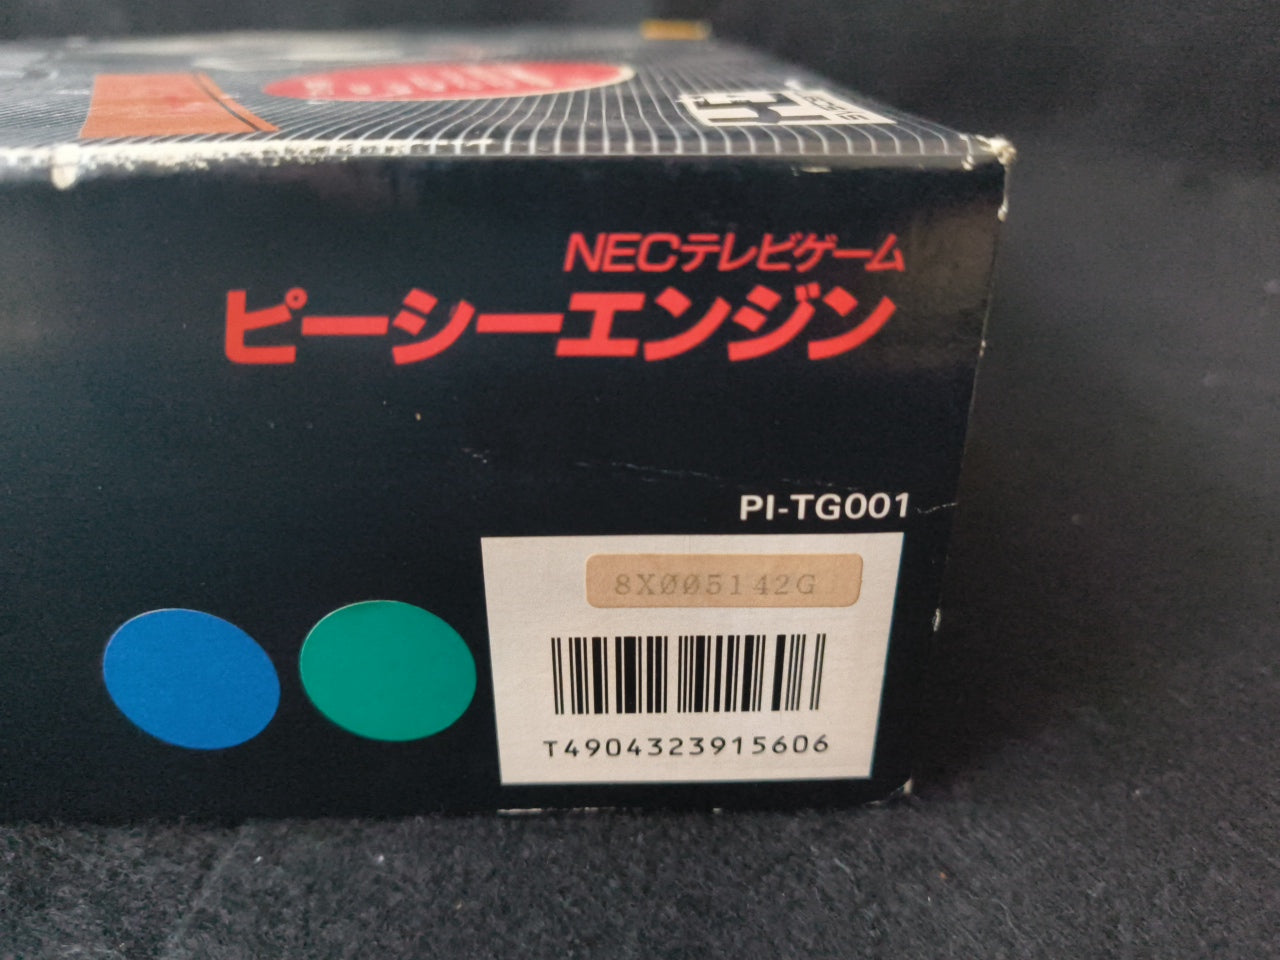 NECテレビゲーム
ピーシーエンジン
PI-TG001
8X005142G
T4904323915606